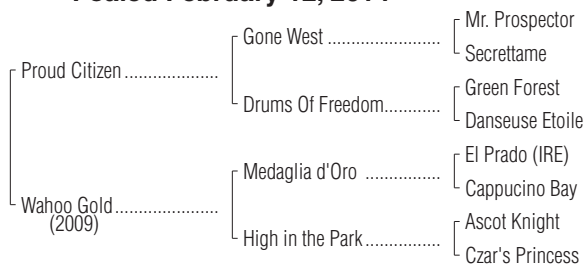 Foaled February 12,
Mr. Prospector
Gone West ........................
Secrettame
Proud Citizen ....................
Green Forest
Drums Of Freedom............
Danseuse Etoile
El Prado (IRE)
Medaglia d'Oro ................
Cappucino Bay
Wahoo Gold......................
(2009)
Ascot Knight
High in the Park................
Czar's Princess